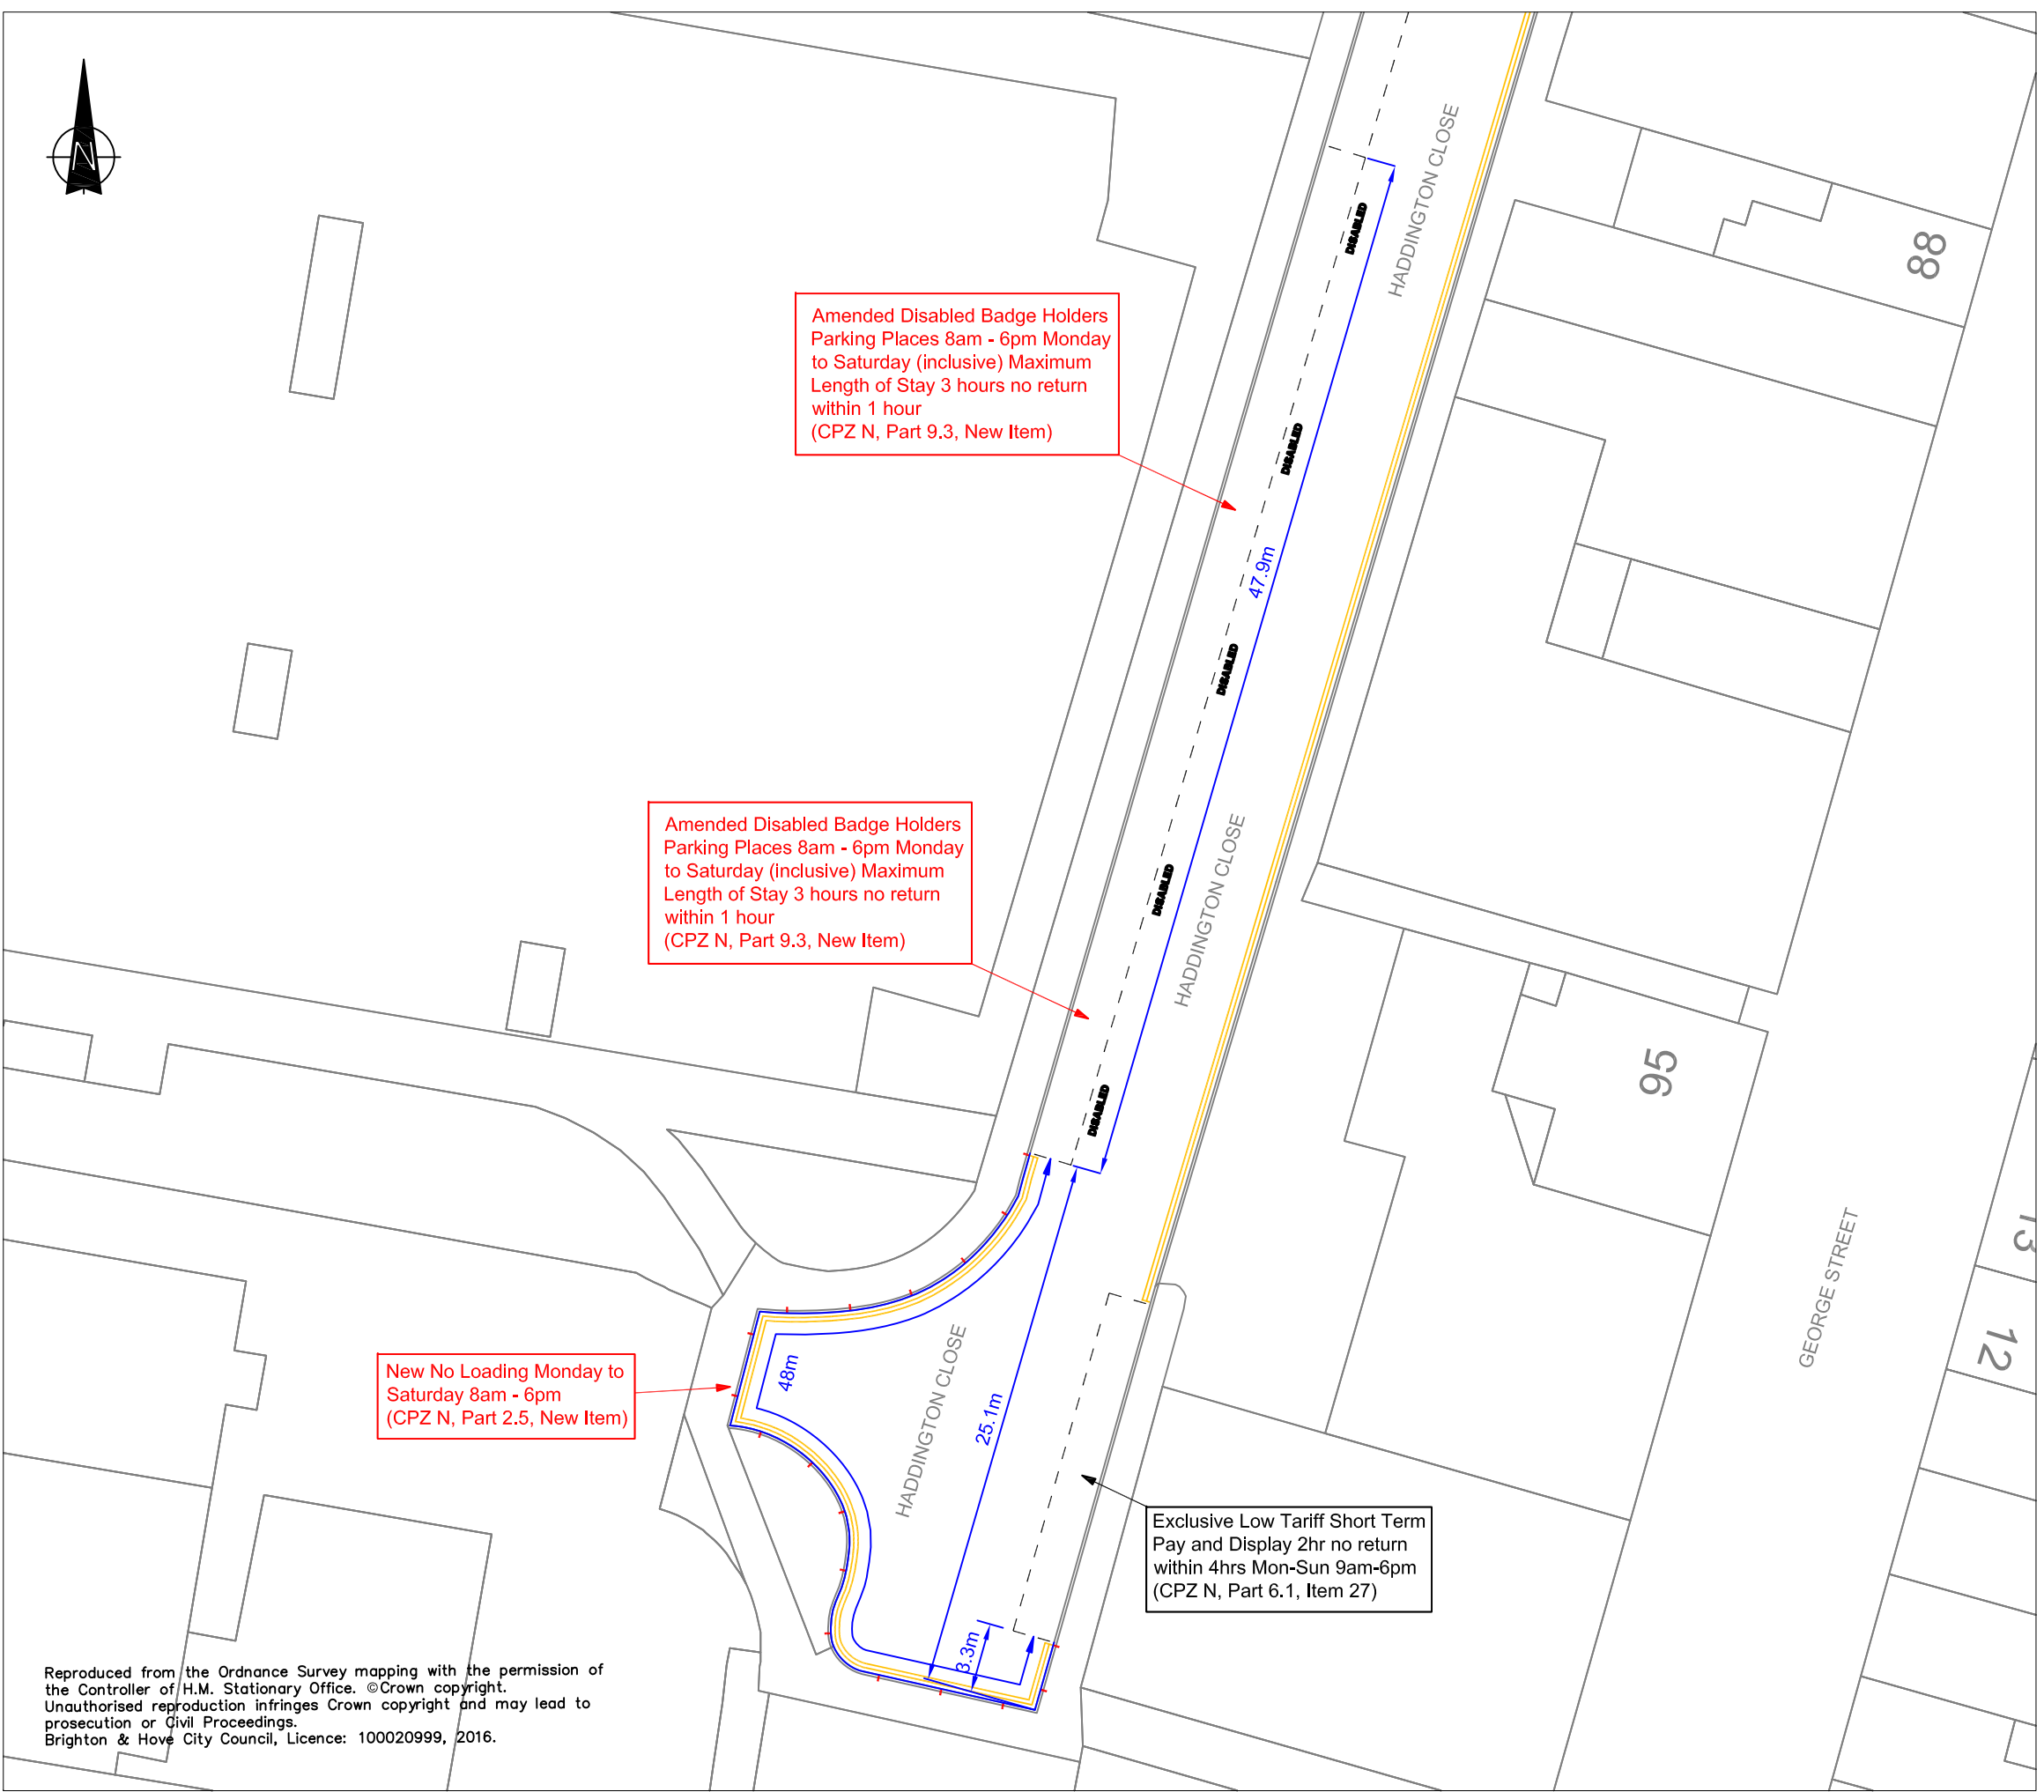 N
HADDINGTON CLOSE
88
DISABLED
Amended Disabled Badge Holders
Parking Places 8am - 6pm Monday
to Saturday (inclusive) Maximum
Length of Stay 3 hours no return
within 1 hour
(CPZ N, Part 9.3, New Item)
DISABLED
47.9m
DISABLED
Amended Disabled Badge Holders
Parking Places 8am - 6pm Monday
to Saturday (inclusive) Maximum
Length of Stay 3 hours no return
within 1 hour
(CPZ N, Part 9.3, New Item)
DISABLED
HADDINGTON CLOSE
95
DISABLED
13
GEORGE STREET
12
New No Loading Monday to
Saturday 8am - 6pm
(CPZ N, Part 2.5, New Item)
48m
HADDINGTON CLOSE
25.1m
Exclusive Low Tariff Short Term
Pay and Display 2hr no return
within 4hrs Mon-Sun 9am-6pm
(CPZ N, Part 6.1, Item 27)
3.3m
Reproduced from the Ordnance Survey mapping with the permission of
the Controller of H.M. Stationary Office. ©Crown copyright.
Unauthorised reproduction infringes Crown copyright and may lead to
prosecution or Civil Proceedings.
Brighton & Hove City Council, Licence: 100020999, 2016.